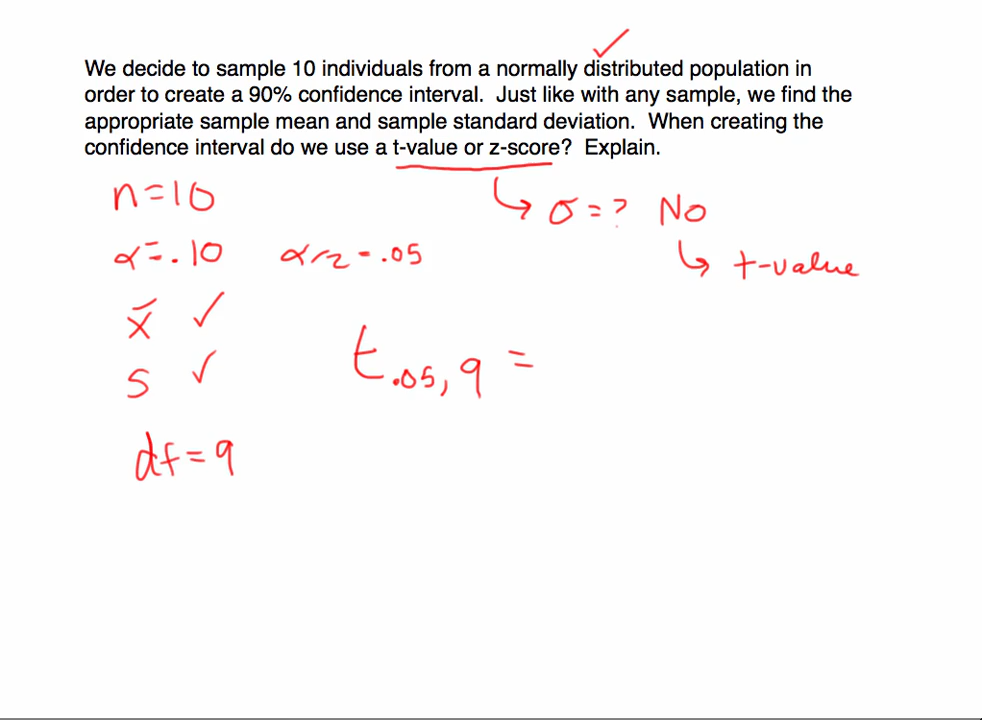 We decide to sample 10 individuals from a normally distributed population in
order to create a 90% confidence interval.  Just like with any sample, we find the
appropriate sample mean and sample standard deviation.  When creating the
confidence interval do we use a t-value or z-score?  Explain.
n=10
σ=? No
α=.10
α/2=.05
t-value
x̄ ✓
s ✓
t.05,9 =
df=9